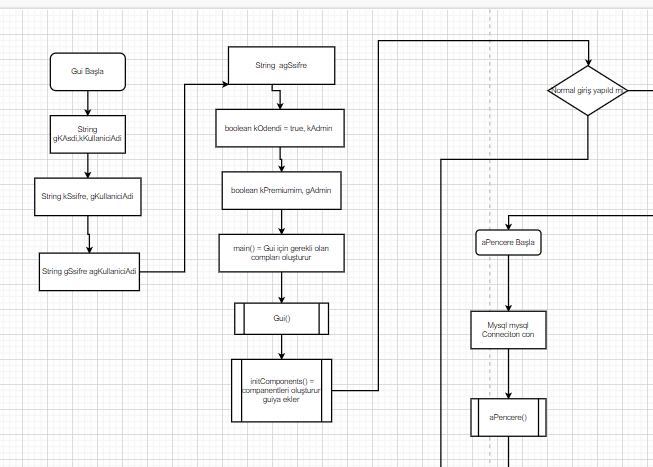 Gui Başla
String
gKAsdi,kKullaniciAdi
String kSsifre, gKullaniciAdi
String gSsifre agKullaniciAdi
String agSsifre
boolean kOdendi = true, kAdmin
boolean kPremiumim, gAdmin
main() = Gui için gerekli olan
compları oluşturur
Gui()
initComponents() =
companentleri oluşturur
guiya ekler
Normal giriş yapıld mı
aPencere Başla
Mysql mysql
Conneciton con
aPencere()